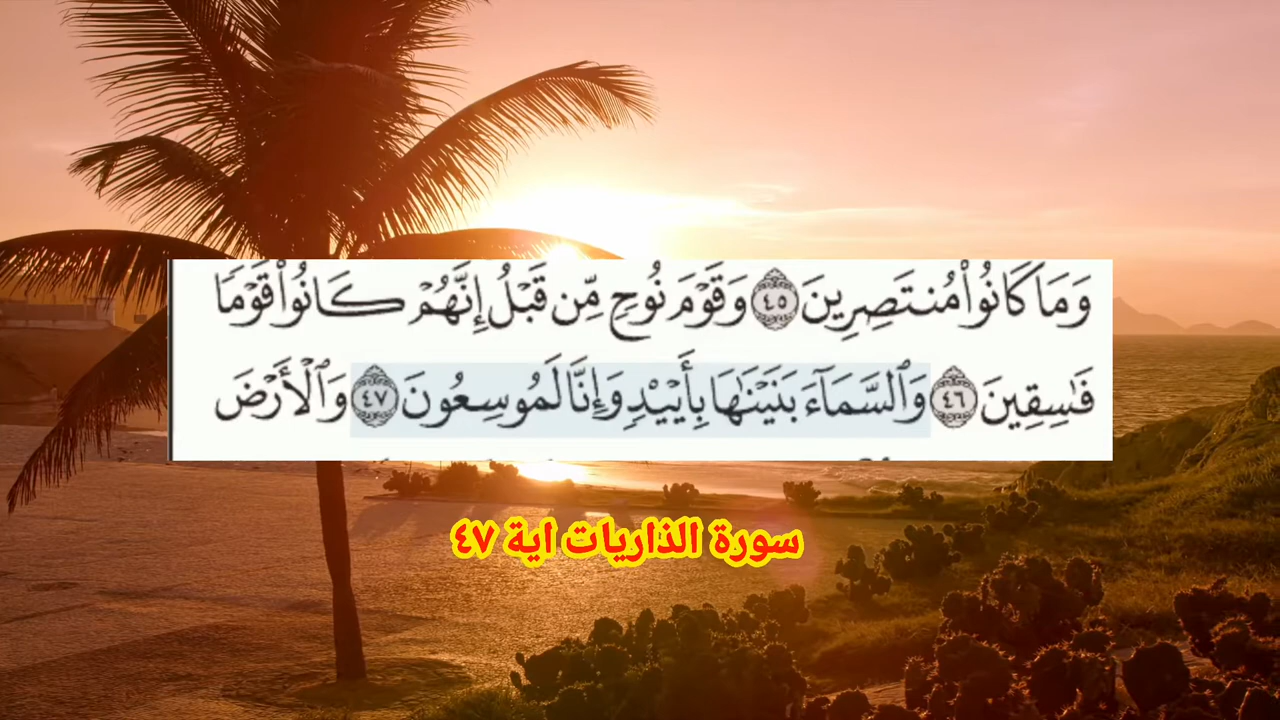 وَمَا كَانُوا۟ مُنتَصِرِينَ ٤٥ وَقَوْمَ نُوحٍ مِّن قَبْلُ إِنَّهُمْ كَانُوا۟ قَوْمًا
فَـٰسِقِينَ ٤٦ وَٱلسَّمَآءَ بَنَيْنَـٰهَا بِأَيْي۟دٍ وَإِنَّا لَمُوسِعُونَ ٤٧ وَٱلْأَرْضَ
سورة الذاريات اية ٤٧